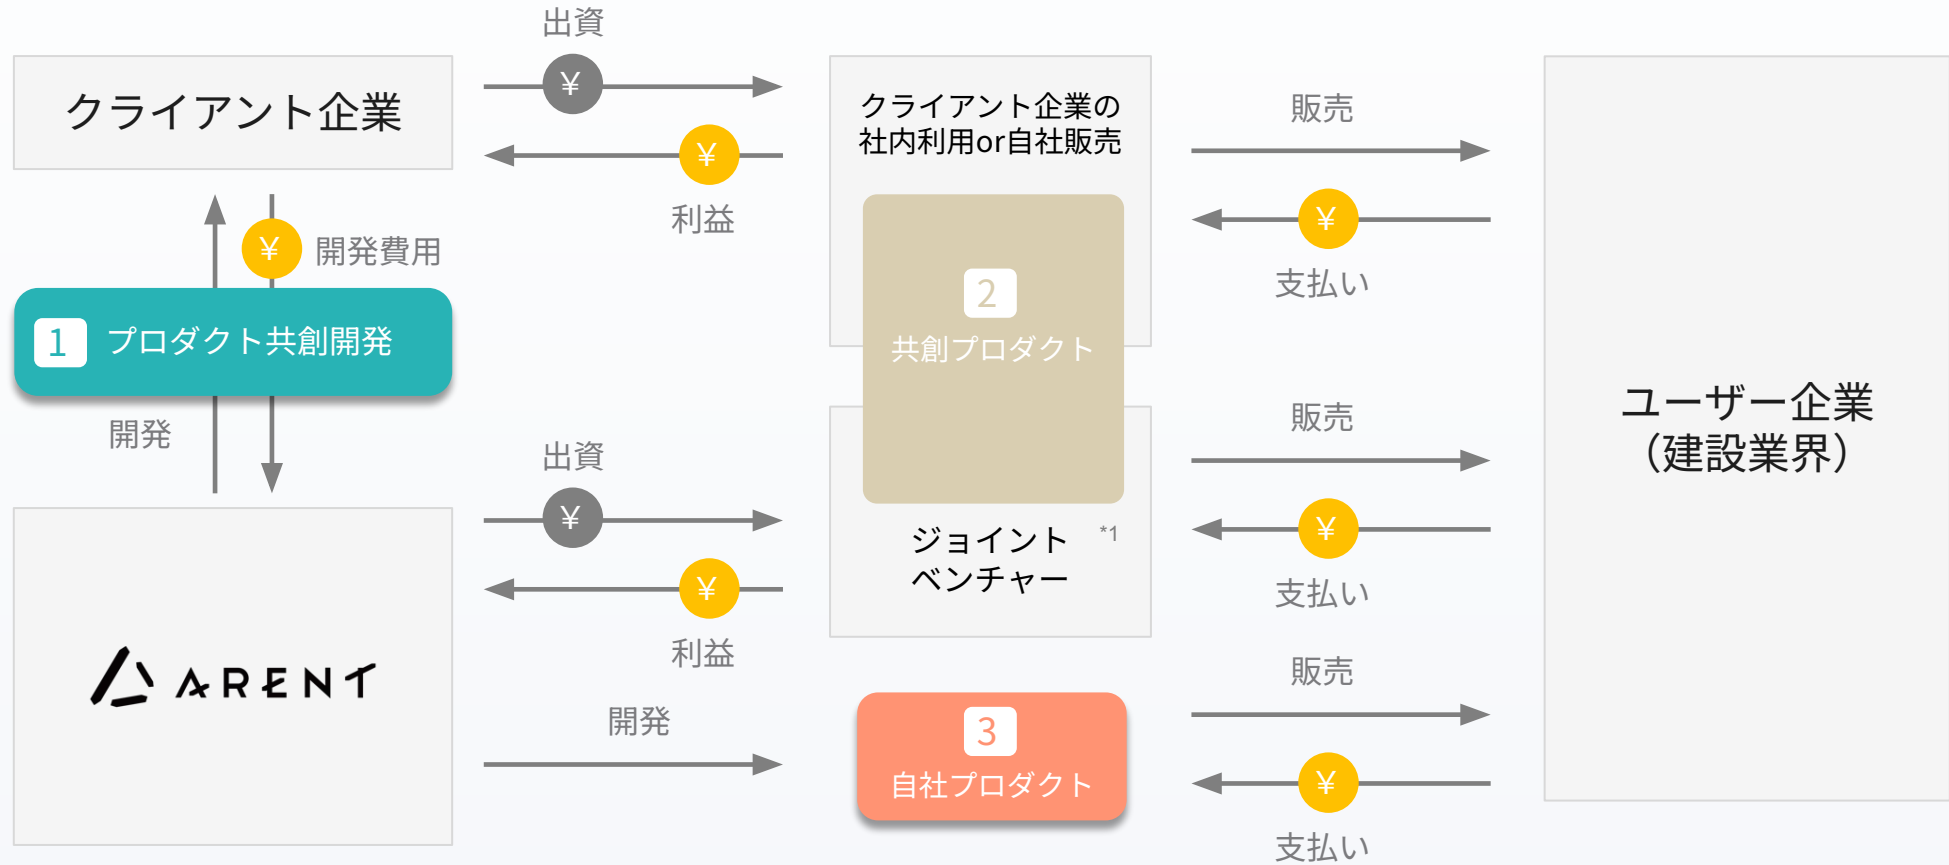 出資
¥
クライアント企業
¥
利益
クライアント企業の
社内利用or自社販売
販売
¥
支払い
¥
開発費用
1 プロダクト共創開発
開発
2
共創プロダクト
ユーザー企業
（建設業界）
出資
¥
¥
利益
ジョイント *1
ベンチャー
販売
¥
支払い
ARENT
開発
3
自社プロダクト
販売
¥
支払い